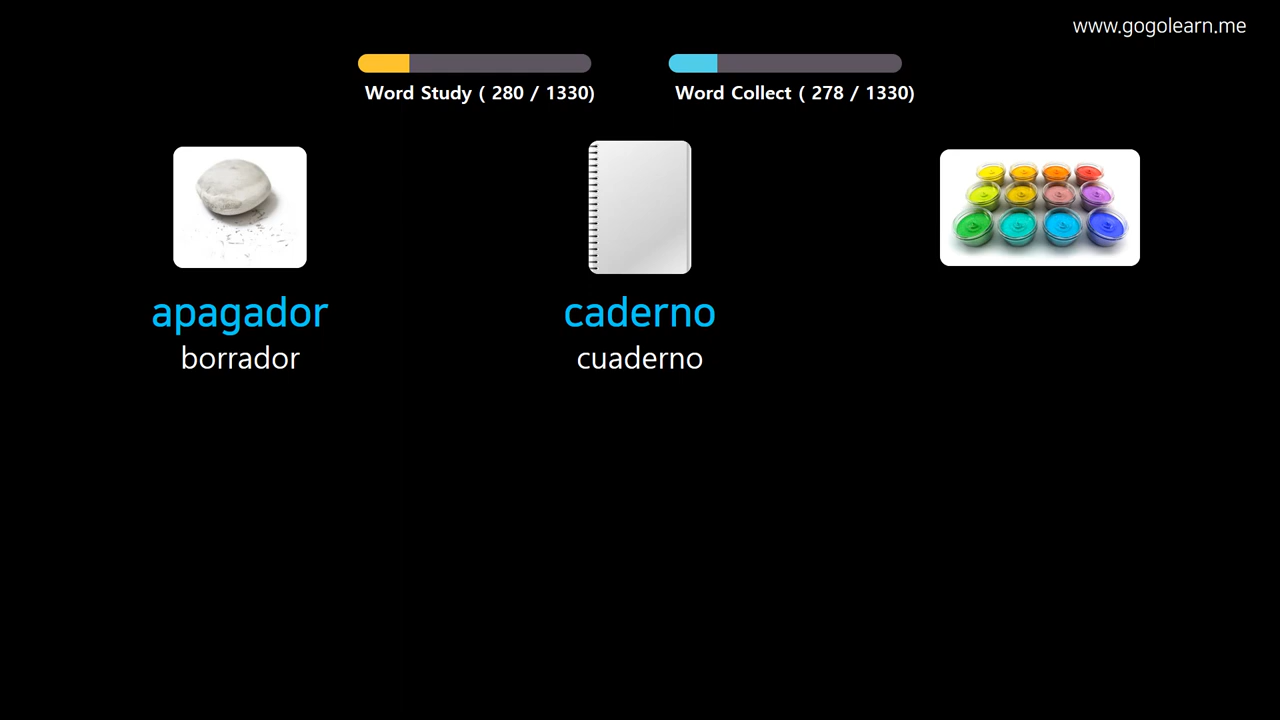 www.gogolearn.me
Word Study ( 280 / 1330)
Word Collect ( 278 / 1330)
apagador
borrador
caderno
cuaderno